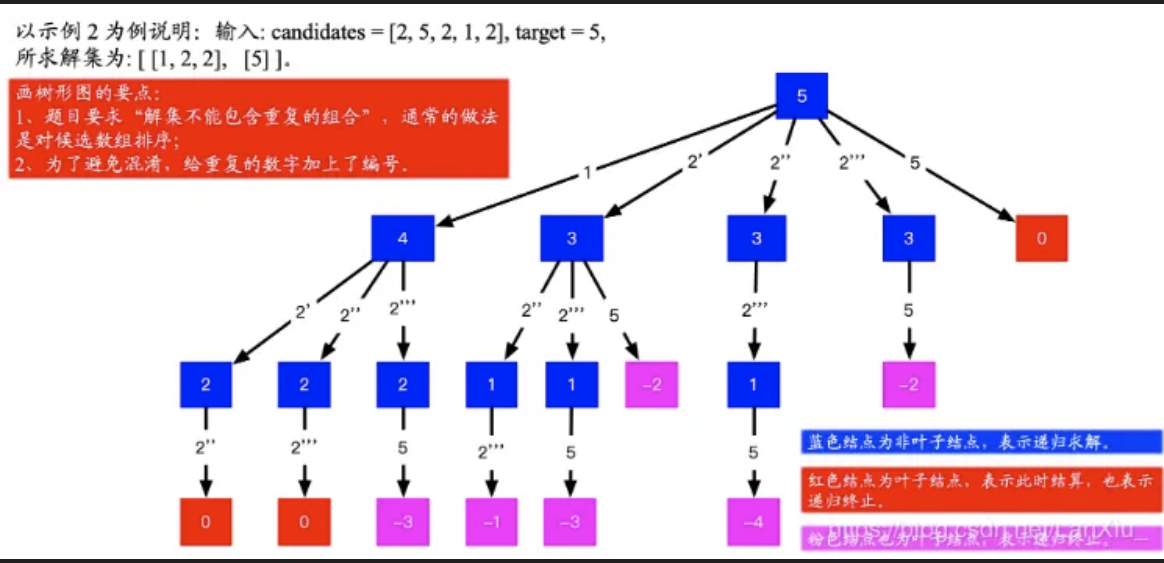 以示例 2 为例说明：输入: candidates = [2, 5, 2, 1, 2], target = 5,
所求解集为: [ [1, 2, 2],   [5] ]。
画树形图的要点：
1、题目要求“解集不能包含重复的组合”，通常的做法
是对候选数组排序；
2、为了避免混淆，给重复的数字加上了编号.
5
1 2' 2'' 2''' 5
4 3 3 3 0
2' 2'' 2''' 2'' 2''' 5 2''' 5
2 2 2 1 1 -2 1 -2
2'' 2''' 5 2''' 5 5
0 0 -3 -1 -3 -4
蓝色结点为非叶子结点，表示递归求解。
红色结点为叶子结点，表示此时结算，也表示
递归终止。
粉色结点也为叶子结点，表示递归终止。
https://blog.csdn.net/LanXiu